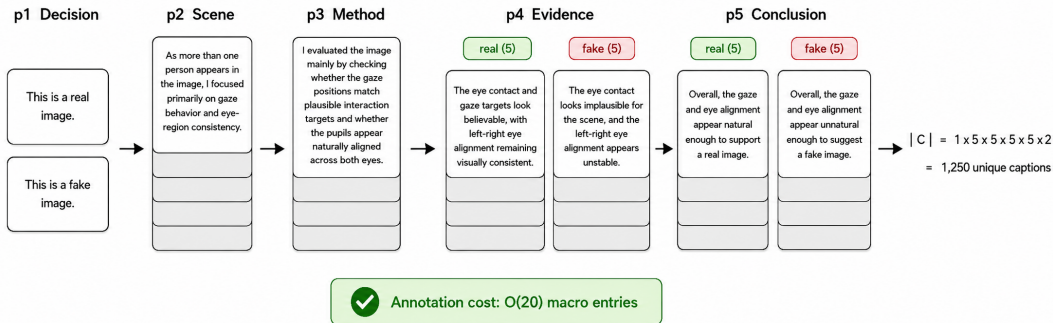 p1 Decision
p2 Scene
p3 Method
p4 Evidence
p5 Conclusion
This is a real
image.
This is a fake
image.
As more than one
person appears in
the image, I focused
primarily on gaze
behavior and eye-
region consistency.
I evaluated the image
mainly by checking
whether the gaze
positions match
plausible interaction
targets and whether
the pupils appear
naturally aligned
across both eyes.
real (5)
fake (5)
The eye contact and
gaze targets look
believable, with
left-right eye
alignment remaining
visually consistent.
The eye contact
looks implausible for
the scene, and the
left-right eye
alignment appears
unstable.
real (5)
fake (5)
Overall, the gaze
and eye alignment
appear natural
enough to support
a real image.
Overall, the gaze
and eye alignment
appear unnatural
enough to suggest
a fake image.
| C | = 1 x 5 x 5 x 5 x 5 x 2
= 1,250 unique captions
Annotation cost: O(20) macro entries